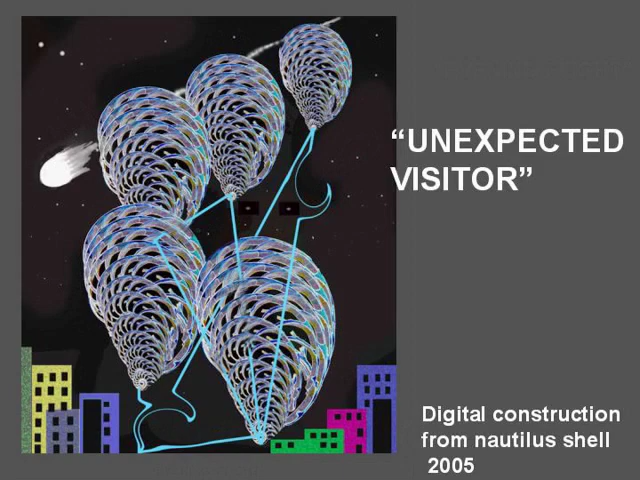 “UNEXPECTED
VISITOR”
Digital construction
from nautilus shell
2005